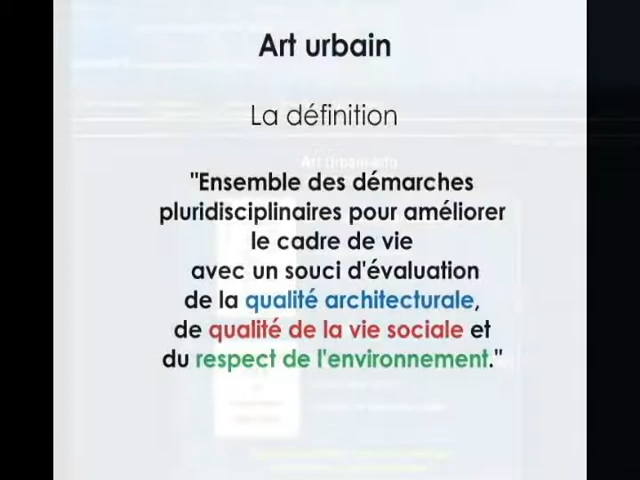 Art urbain
La définition
"Ensemble des démarches
pluridisciplinaires pour améliorer
le cadre de vie
avec un souci d'évaluation
de la qualité architecturale,
de qualité de la vie sociale et
du respect de l'environnement."